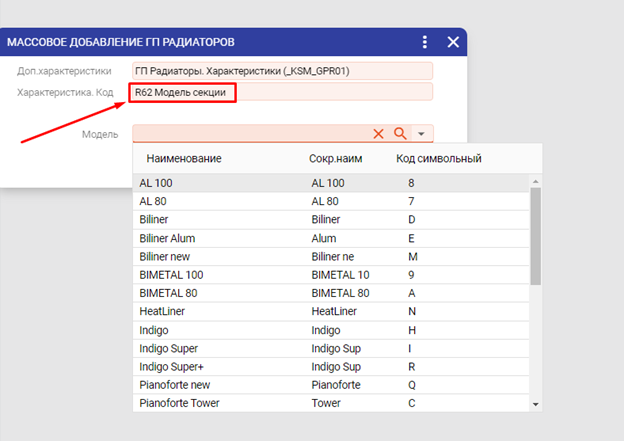 МАССОВОЕ ДОБАВЛЕНИЕ ГП РАДИАТОРОВ
Доп.характеристики ГП Радиаторы. Характеристики (_KSM_GPR01)
Характеристика. Код R62 Модель секции
Модель
Наименование Сокр.наим Код символьный
AL 100 AL 100 8
AL 80 AL 80 7
Biliner Biliner D
Biliner Alum Alum E
Biliner new Biliner ne M
BIMETAL 100 BIMETAL 10 9
BIMETAL 80 BIMETAL 80 A
HeatLiner HeatLiner N
Indigo Indigo H
Indigo Super Indigo Sup I
Indigo Super+ Indigo Sup R
Pianoforte new Pianoforte Q
Pianoforte Tower Tower C